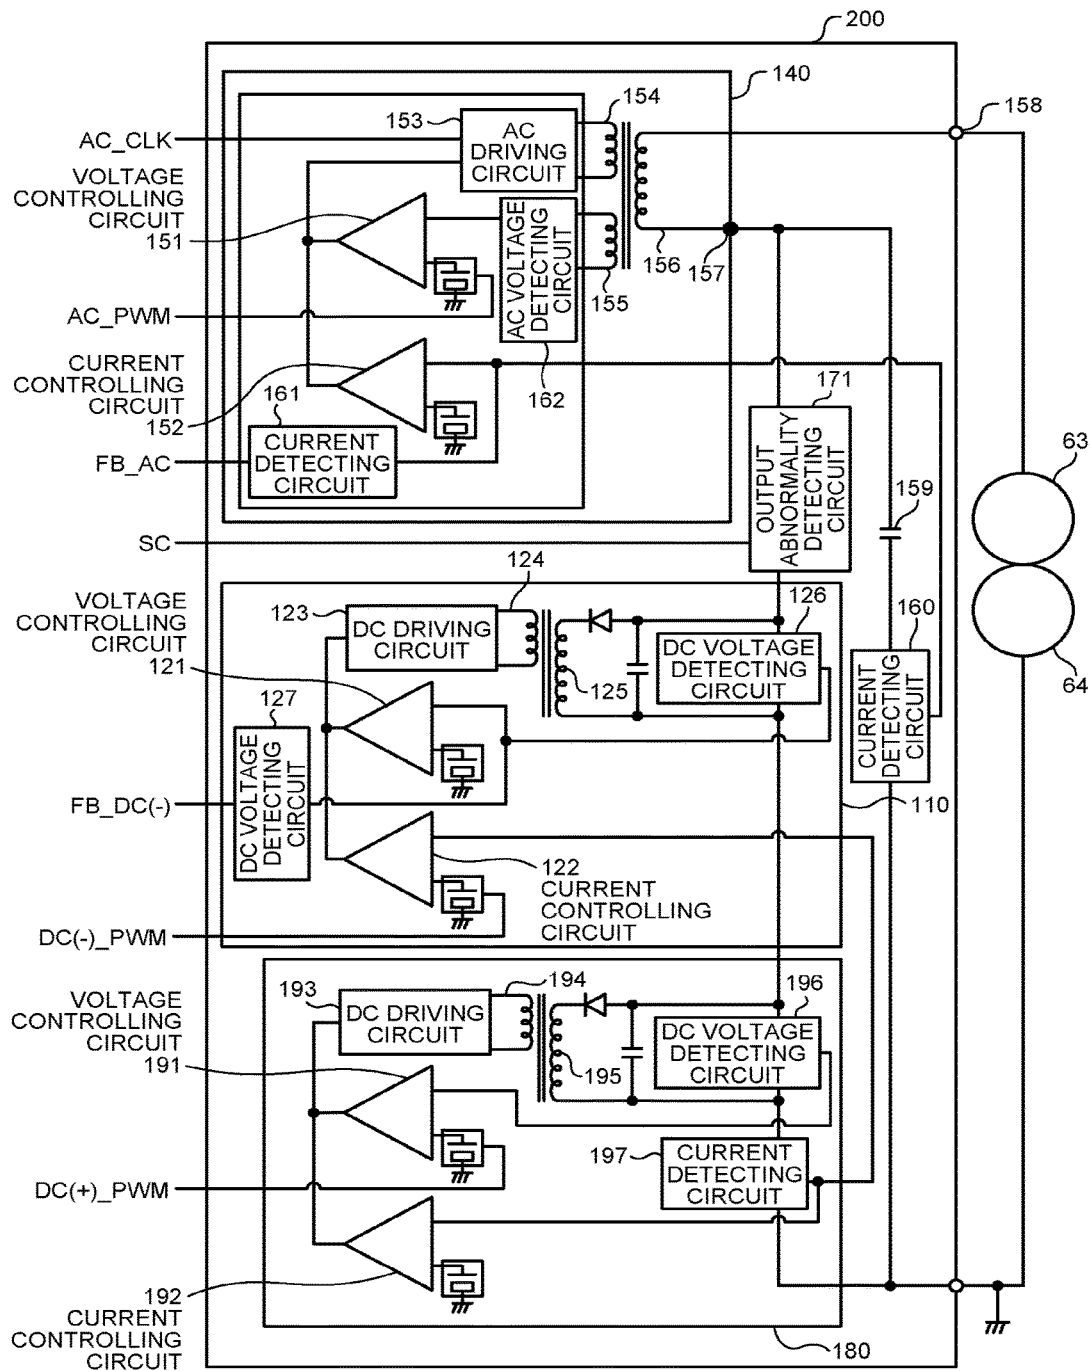 200
140
154
153
158
AC_CLK
AC
DRIVING
CIRCUIT
VOLTAGE
CONTROLLING
CIRCUIT
151
AC VOLTAGE
DETECTING
CIRCUIT
156
157
155
AC_PWM
CURRENT
CONTROLLING
CIRCUIT
152
161
162
171
FB_AC
CURRENT
DETECTING
CIRCUIT
OUTPUT
ABNORMALITY
DETECTING
CIRCUIT
63
159
SC
124
VOLTAGE
CONTROLLING
CIRCUIT
121
123
DC DRIVING
CIRCUIT
126
160
DC VOLTAGE
DETECTING
CIRCUIT
125
64
127
DC VOLTAGE
DETECTING
CIRCUIT
CURRENT
DETECTING
CIRCUIT
FB_DC(-)
110
122
CURRENT
CONTROLLING
CIRCUIT
DC(-)_PWM
193
194
196
VOLTAGE
CONTROLLING
CIRCUIT
191
DC DRIVING
CIRCUIT
DC VOLTAGE
DETECTING
CIRCUIT
195
197
CURRENT
DETECTING
CIRCUIT
DC(+)_PWM
192
CURRENT
CONTROLLING
CIRCUIT
180